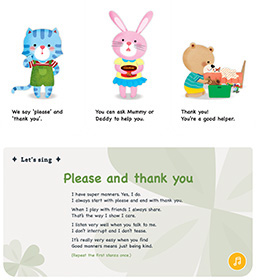 We say 'please' and
'thank you'.
You can ask Mummy or
Daddy to help you.
Thank you!
You're a good helper.
Let's sing
Please and thank you
I have super manners. Yes, I do.
I always start with please and end with thank you.
When I play with friends I always share.
That's the way I show I care.
I listen very well when you talk to me.
I don't interrupt and I don't tease.
It's really very easy when you find
Good manners means just being kind.
(Repeat the first stanza once.)